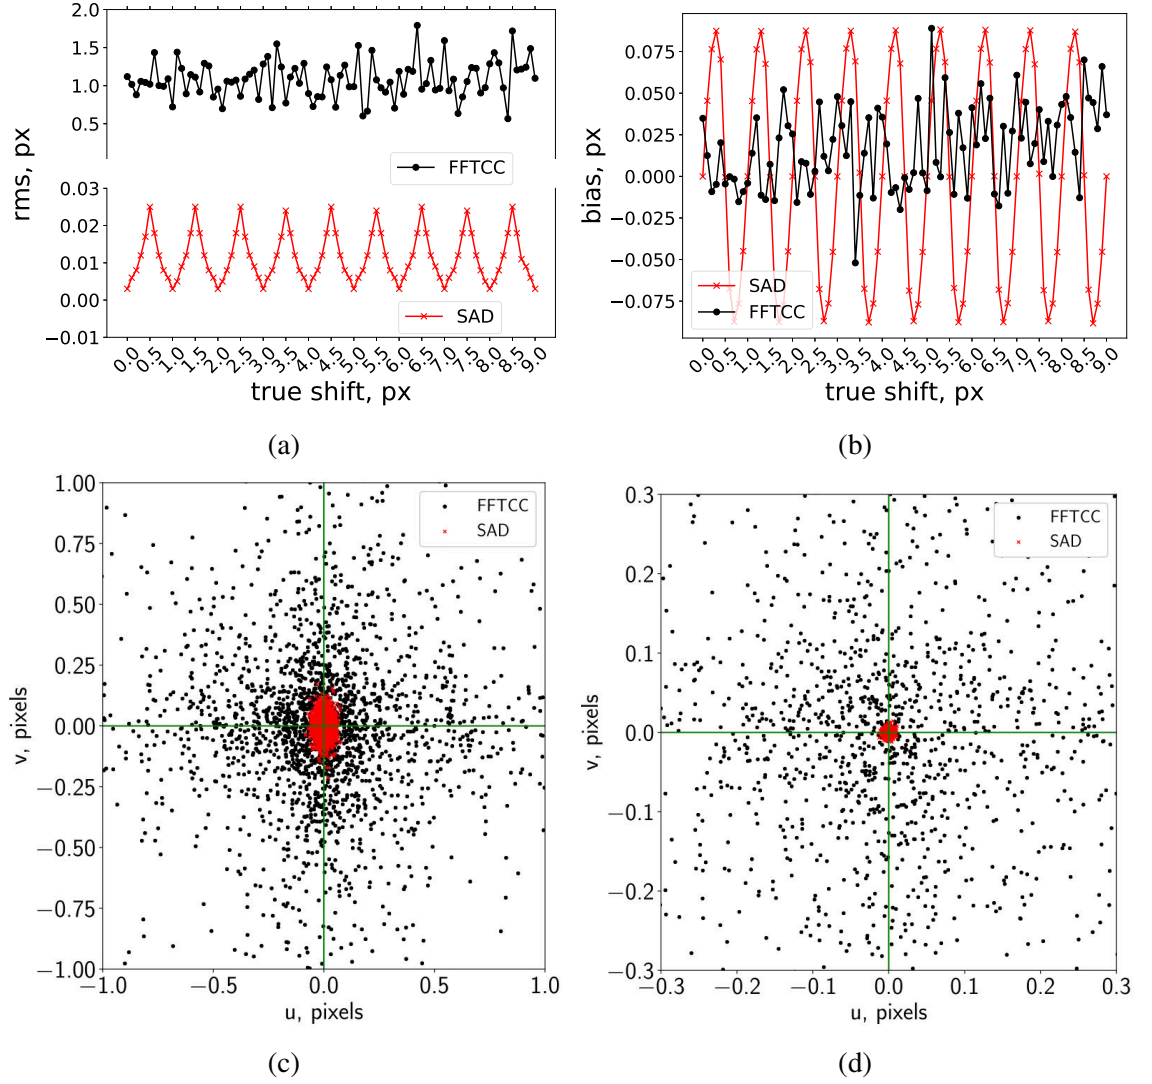 2.0
1.5
1.0
0.5
FFTCC
rms, px
0.03
0.02
0.01
0.00
−0.01
SAD
0.0 0.5 1.0 1.5 2.0 2.5 3.0 3.5 4.0 4.5 5.0 5.5 6.0 6.5 7.0 7.5 8.0 8.5 9.0
true shift, px
(a)
0.075
0.050
0.025
0.000
−0.025
−0.050
−0.075
bias, px
SAD
FFTCC
0.0 0.5 1.0 1.5 2.0 2.5 3.0 3.5 4.0 4.5 5.0 5.5 6.0 6.5 7.0 7.5 8.0 8.5 9.0
true shift, px
(b)
1.00
0.75
0.50
0.25
0.00
−0.25
−0.50
−0.75
−1.00
v, pixels
FFTCC
SAD
−1.0 −0.5 0.0 0.5 1.0
u, pixels
(c)
0.3
0.2
0.1
0.0
−0.1
−0.2
−0.3
v, pixels
FFTCC
SAD
−0.3 −0.2 −0.1 0.0 0.1 0.2 0.3
u, pixels
(d)